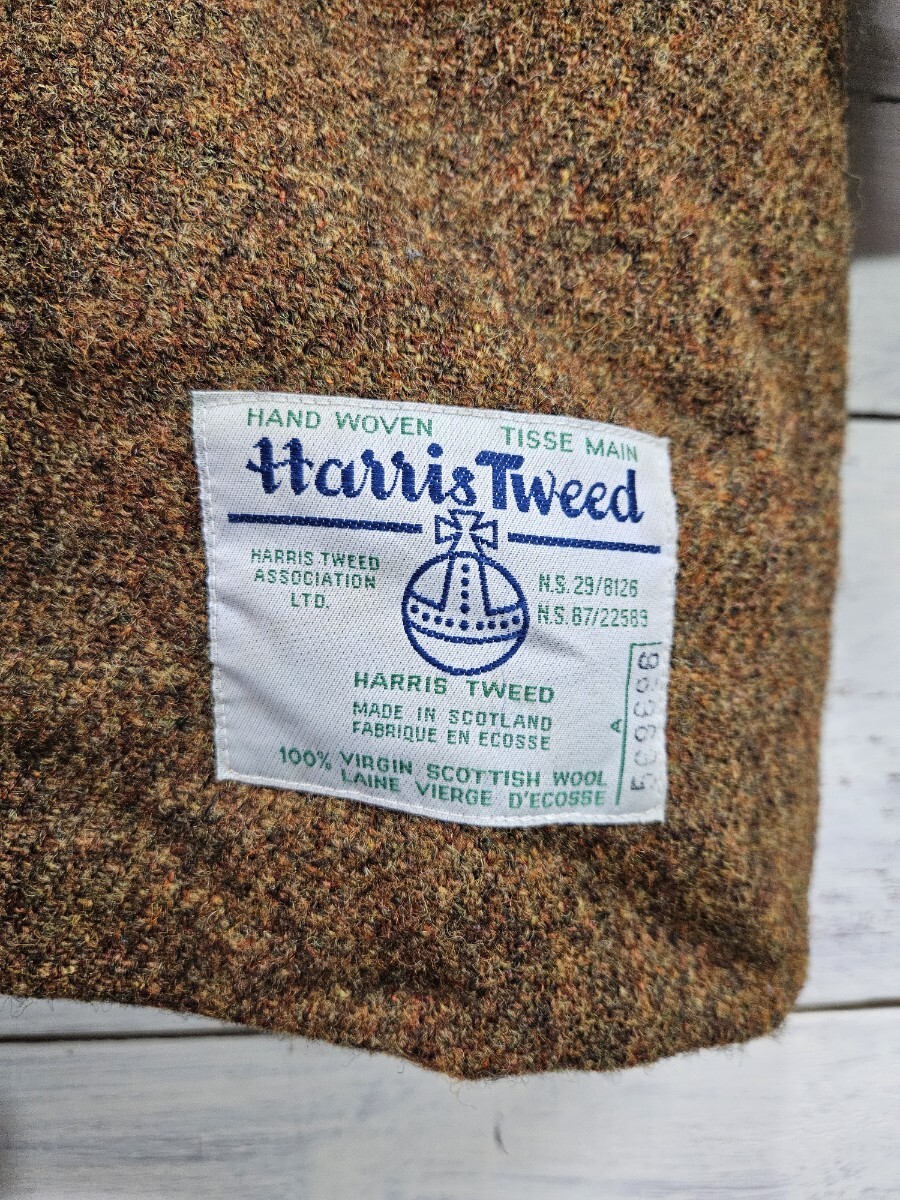 HAND WOVEN TISSE MAIN
Harris Tweed
HARRIS TWEED
ASSOCIATION
LTD.
N.S. 29/8126
N.S. 87/22589
HARRIS TWEED
MADE IN SCOTLAND
FABRIQUE EN ECOSSE
100% VIRGIN SCOTTISH WOOL
LAINE VIERGE D'ECOSSE
A